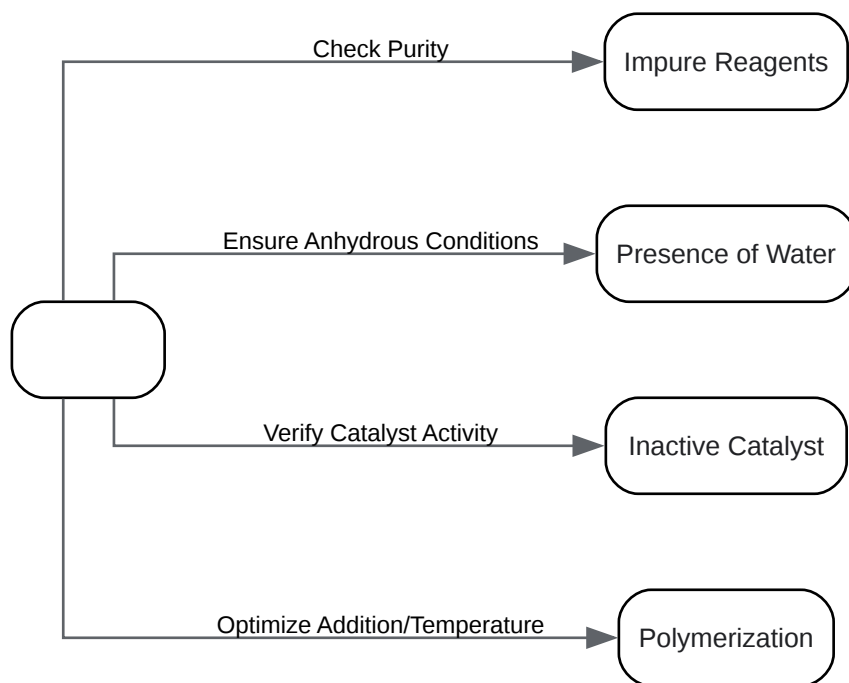 Check Purity
Impure Reagents
Ensure Anhydrous Conditions
Presence of Water
Verify Catalyst Activity
Inactive Catalyst
Optimize Addition/Temperature
Polymerization